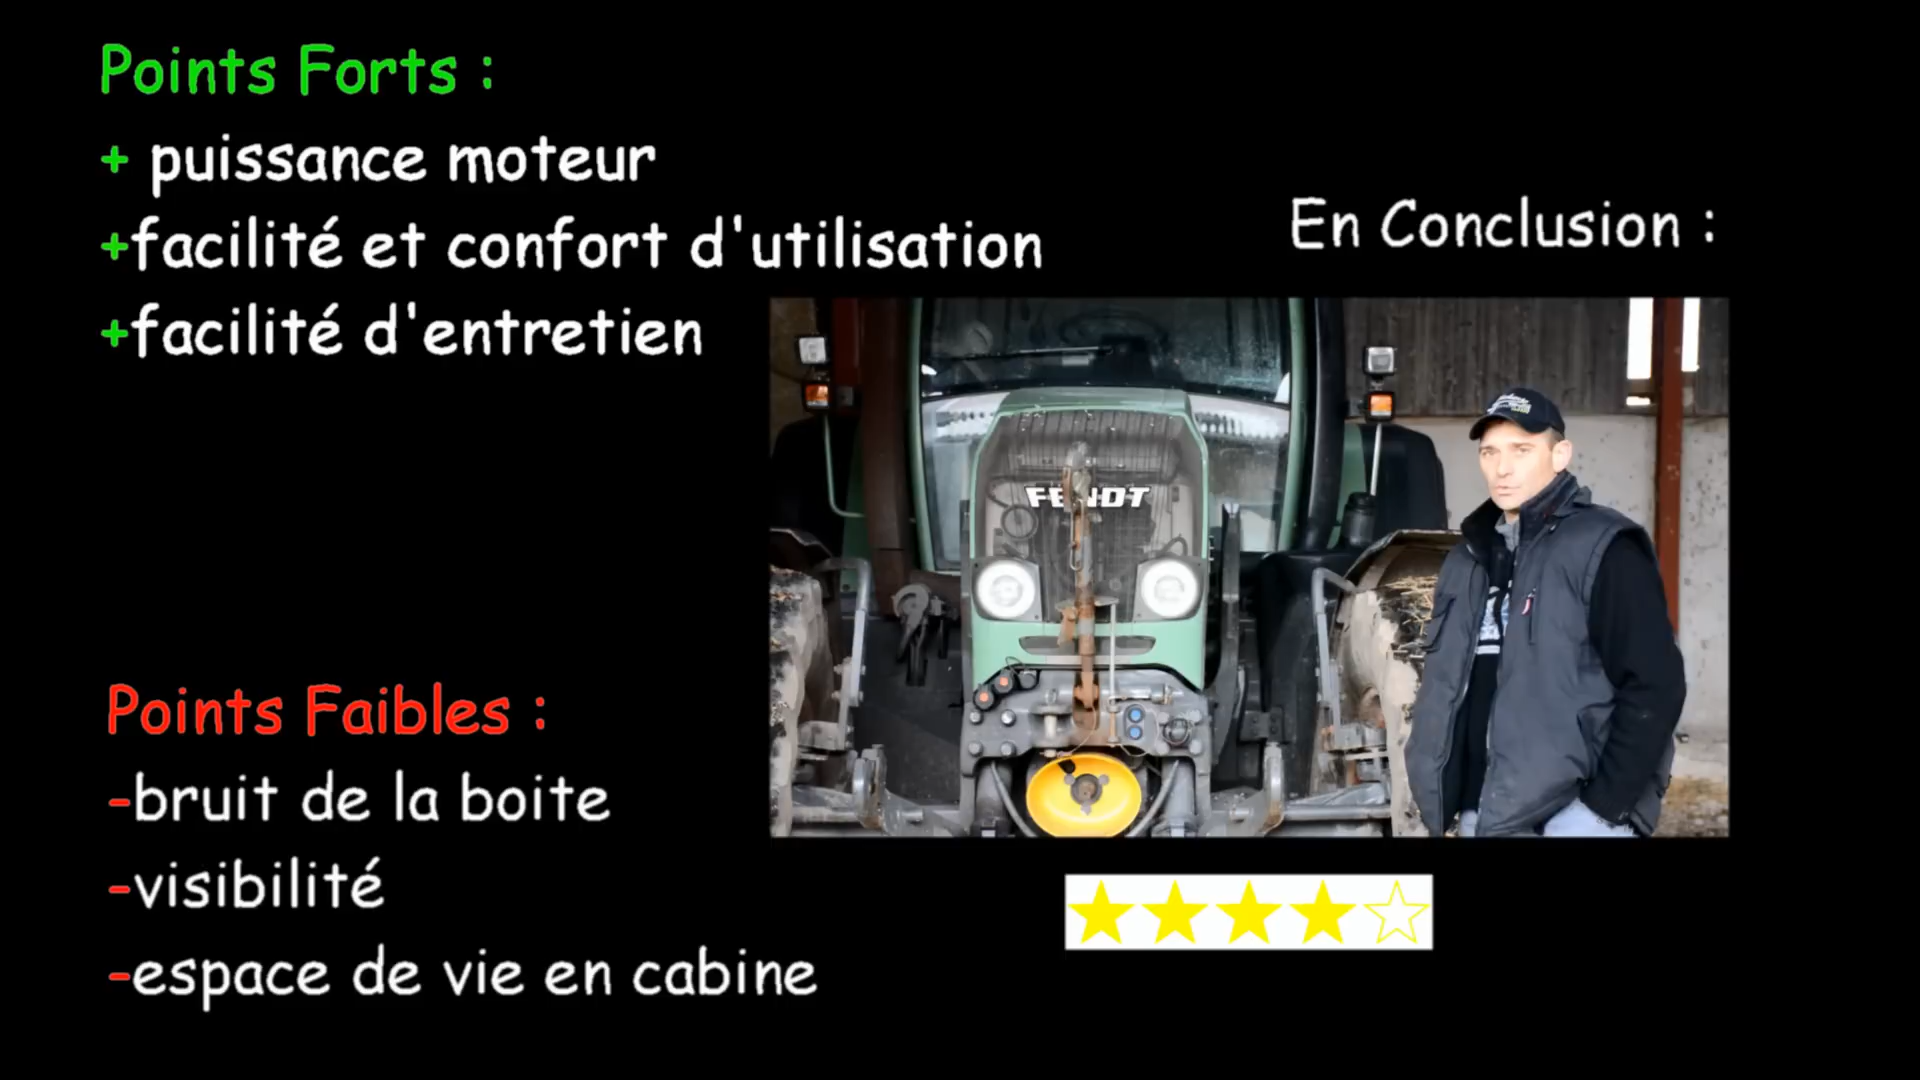 Points Forts :
+ puissance moteur
+facilité et confort d'utilisation
+facilité d'entretien
En Conclusion :
FENDT
Points Faibles :
-bruit de la boite
-visibilité
-espace de vie en cabine